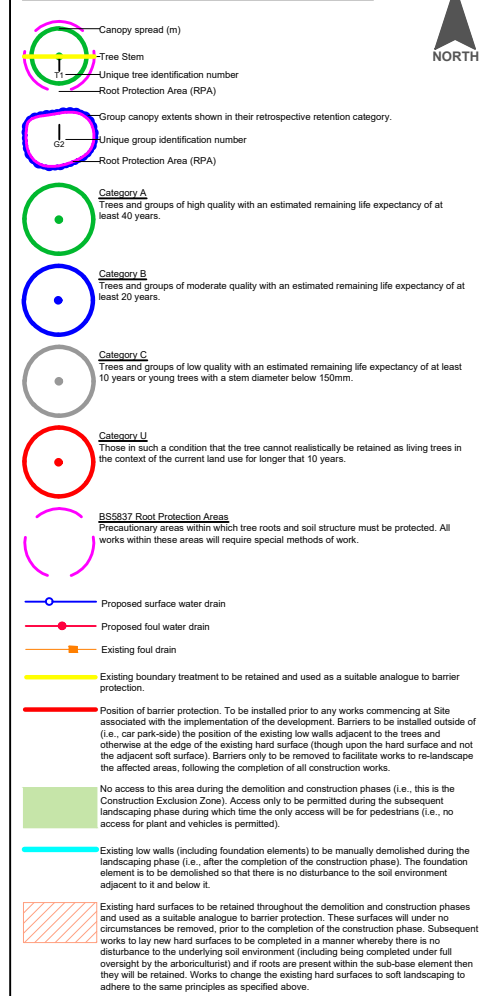 Canopy spread (m)
NORTH
Tree Stem
T1
Unique tree identification number
Root Protection Area (RPA)
Group canopy extents shown in their retrospective retention category.
G2
Unique group identification number
Root Protection Area (RPA)
Category A
Trees and groups of high quality with an estimated remaining life expectancy of at
least 40 years.
Category B
Trees and groups of moderate quality with an estimated remaining life expectancy of at
least 20 years.
Category C
Trees and groups of low quality with an estimated remaining life expectancy of at least
10 years or young trees with a stem diameter below 150mm.
Category U
Those in such a condition that the tree cannot realistically be retained as living trees in
the context of the current land use for longer that 10 years.
BS5837 Root Protection Areas
Precautionary areas within which tree roots and soil structure must be protected. All
works within these areas will require special methods of work.
Proposed surface water drain
Proposed foul water drain
Existing foul drain
Existing boundary treatment to be retained and used as a suitable analogue to barrier
protection.
Position of barrier protection. To be installed prior to any works commencing at Site
associated with the implementation of the development. Barriers to be installed outside of
(i.e., car park-side) the position of the existing low walls adjacent to the trees and
otherwise at the edge of the existing hard surface (though upon the hard surface and not
the adjacent soft surface). Barriers only to be removed to facilitate works to re-landscape
the affected areas, following the completion of all construction works.
No access to this area during the demolition and construction phases (i.e., this is the
Construction Exclusion Zone). Access only to be permitted during the subsequent
landscaping phase during which time the only access will be for pedestrians (i.e., no
access for plant and vehicles is permitted).
Existing low walls (including foundation elements) to be manually demolished during the
landscaping phase (i.e., after the completion of the construction phase). The foundation
element is to be demolished so that there is no disturbance to the soil environment
adjacent to it and below it.
Existing hard surfaces to be retained throughout the demolition and construction phases
and used as a suitable analogue to barrier protection. These surfaces will under no
circumstances be removed, prior to the completion of the construction phase. Subsequent
works to lay new hard surfaces to be completed in a manner whereby there is no
disturbance to the underlying soil environment (including being completed under full
oversight by the arboriculturist) and if roots are present within the sub-base element then
they will be retained. Works to change the existing hard surfaces to soft landscaping to
adhere to the same principles as specified above.